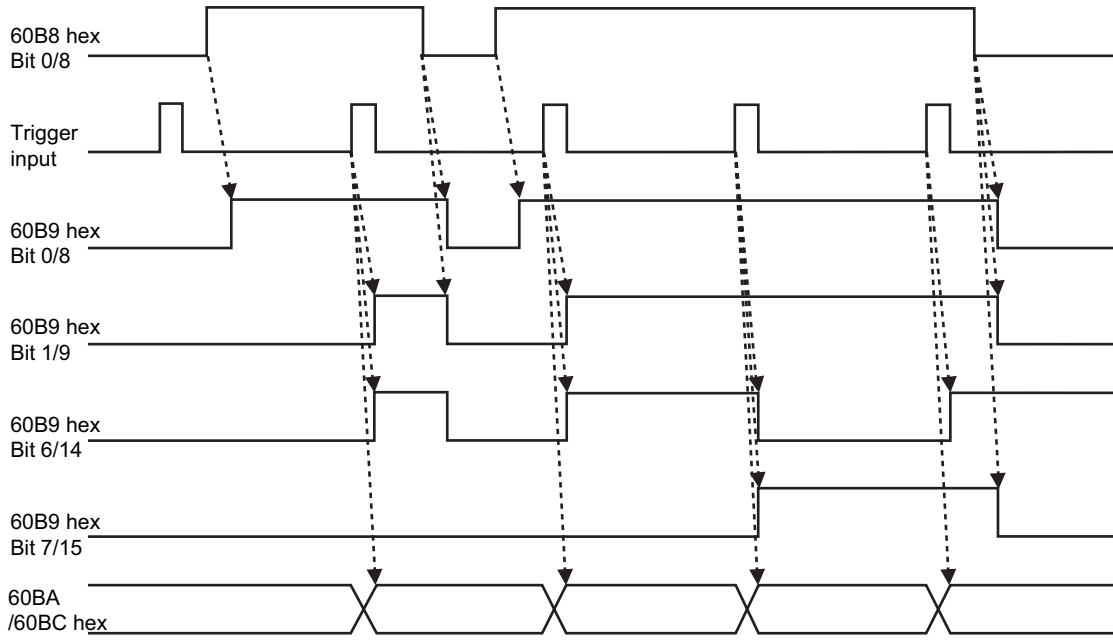 60B8 hex
Bit 0/8
Trigger
input
60B9 hex
Bit 0/8
60B9 hex
Bit 1/9
60B9 hex
Bit 6/14
60B9 hex
Bit 7/15
60BA
/60BC hex